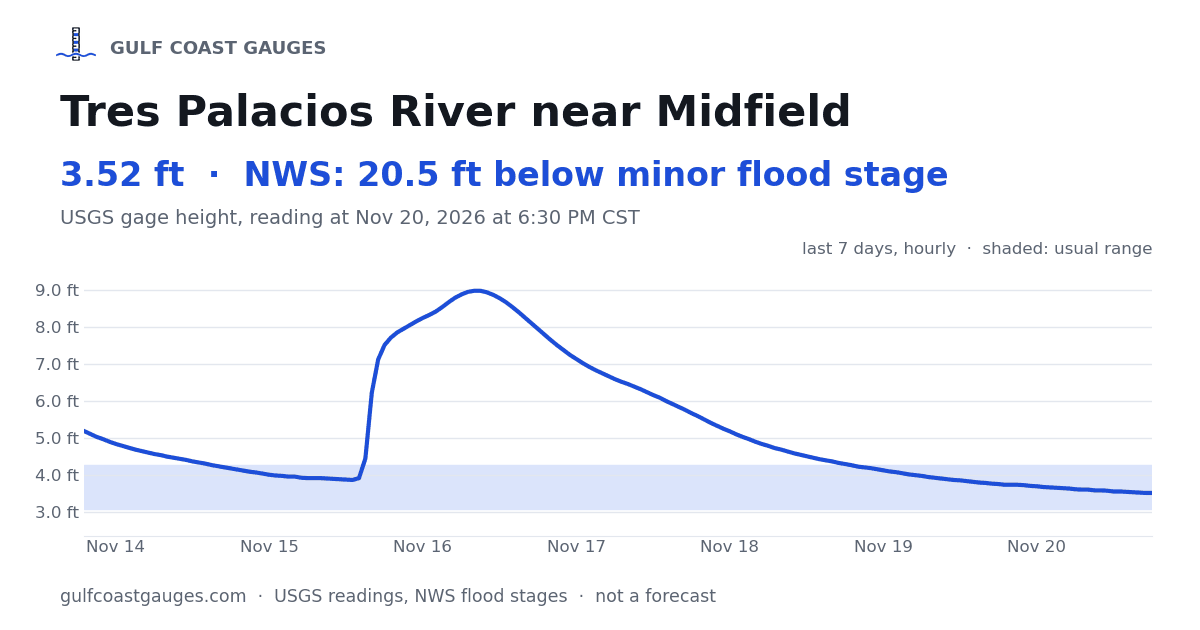 GULF COAST GAUGES
Tres Palacios River near Midfield
3.52 ft · NWS: 20.5 ft below minor flood stage
USGS gage height, reading at Nov 20, 2026 at 6:30 PM CST
last 7 days, hourly · shaded: usual range
9.0 ft
8.0 ft
7.0 ft
6.0 ft
5.0 ft
4.0 ft
3.0 ft
Nov 14 Nov 15 Nov 16 Nov 17 Nov 18 Nov 19 Nov 20
gulfcoastgauges.com · USGS readings, NWS flood stages · not a forecast